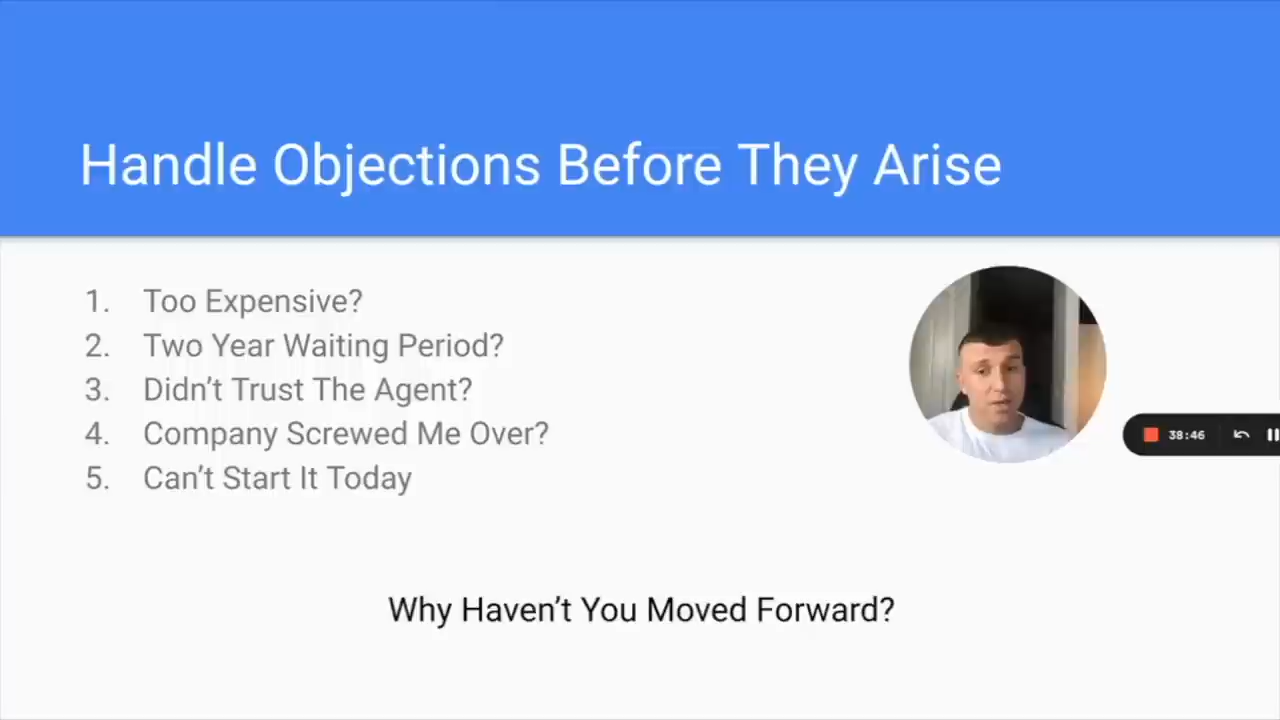 Handle Objections Before They Arise
1. Too Expensive?
2. Two Year Waiting Period?
3. Didn’t Trust The Agent?
4. Company Screwed Me Over?
5. Can’t Start It Today
38:46
Why Haven’t You Moved Forward?